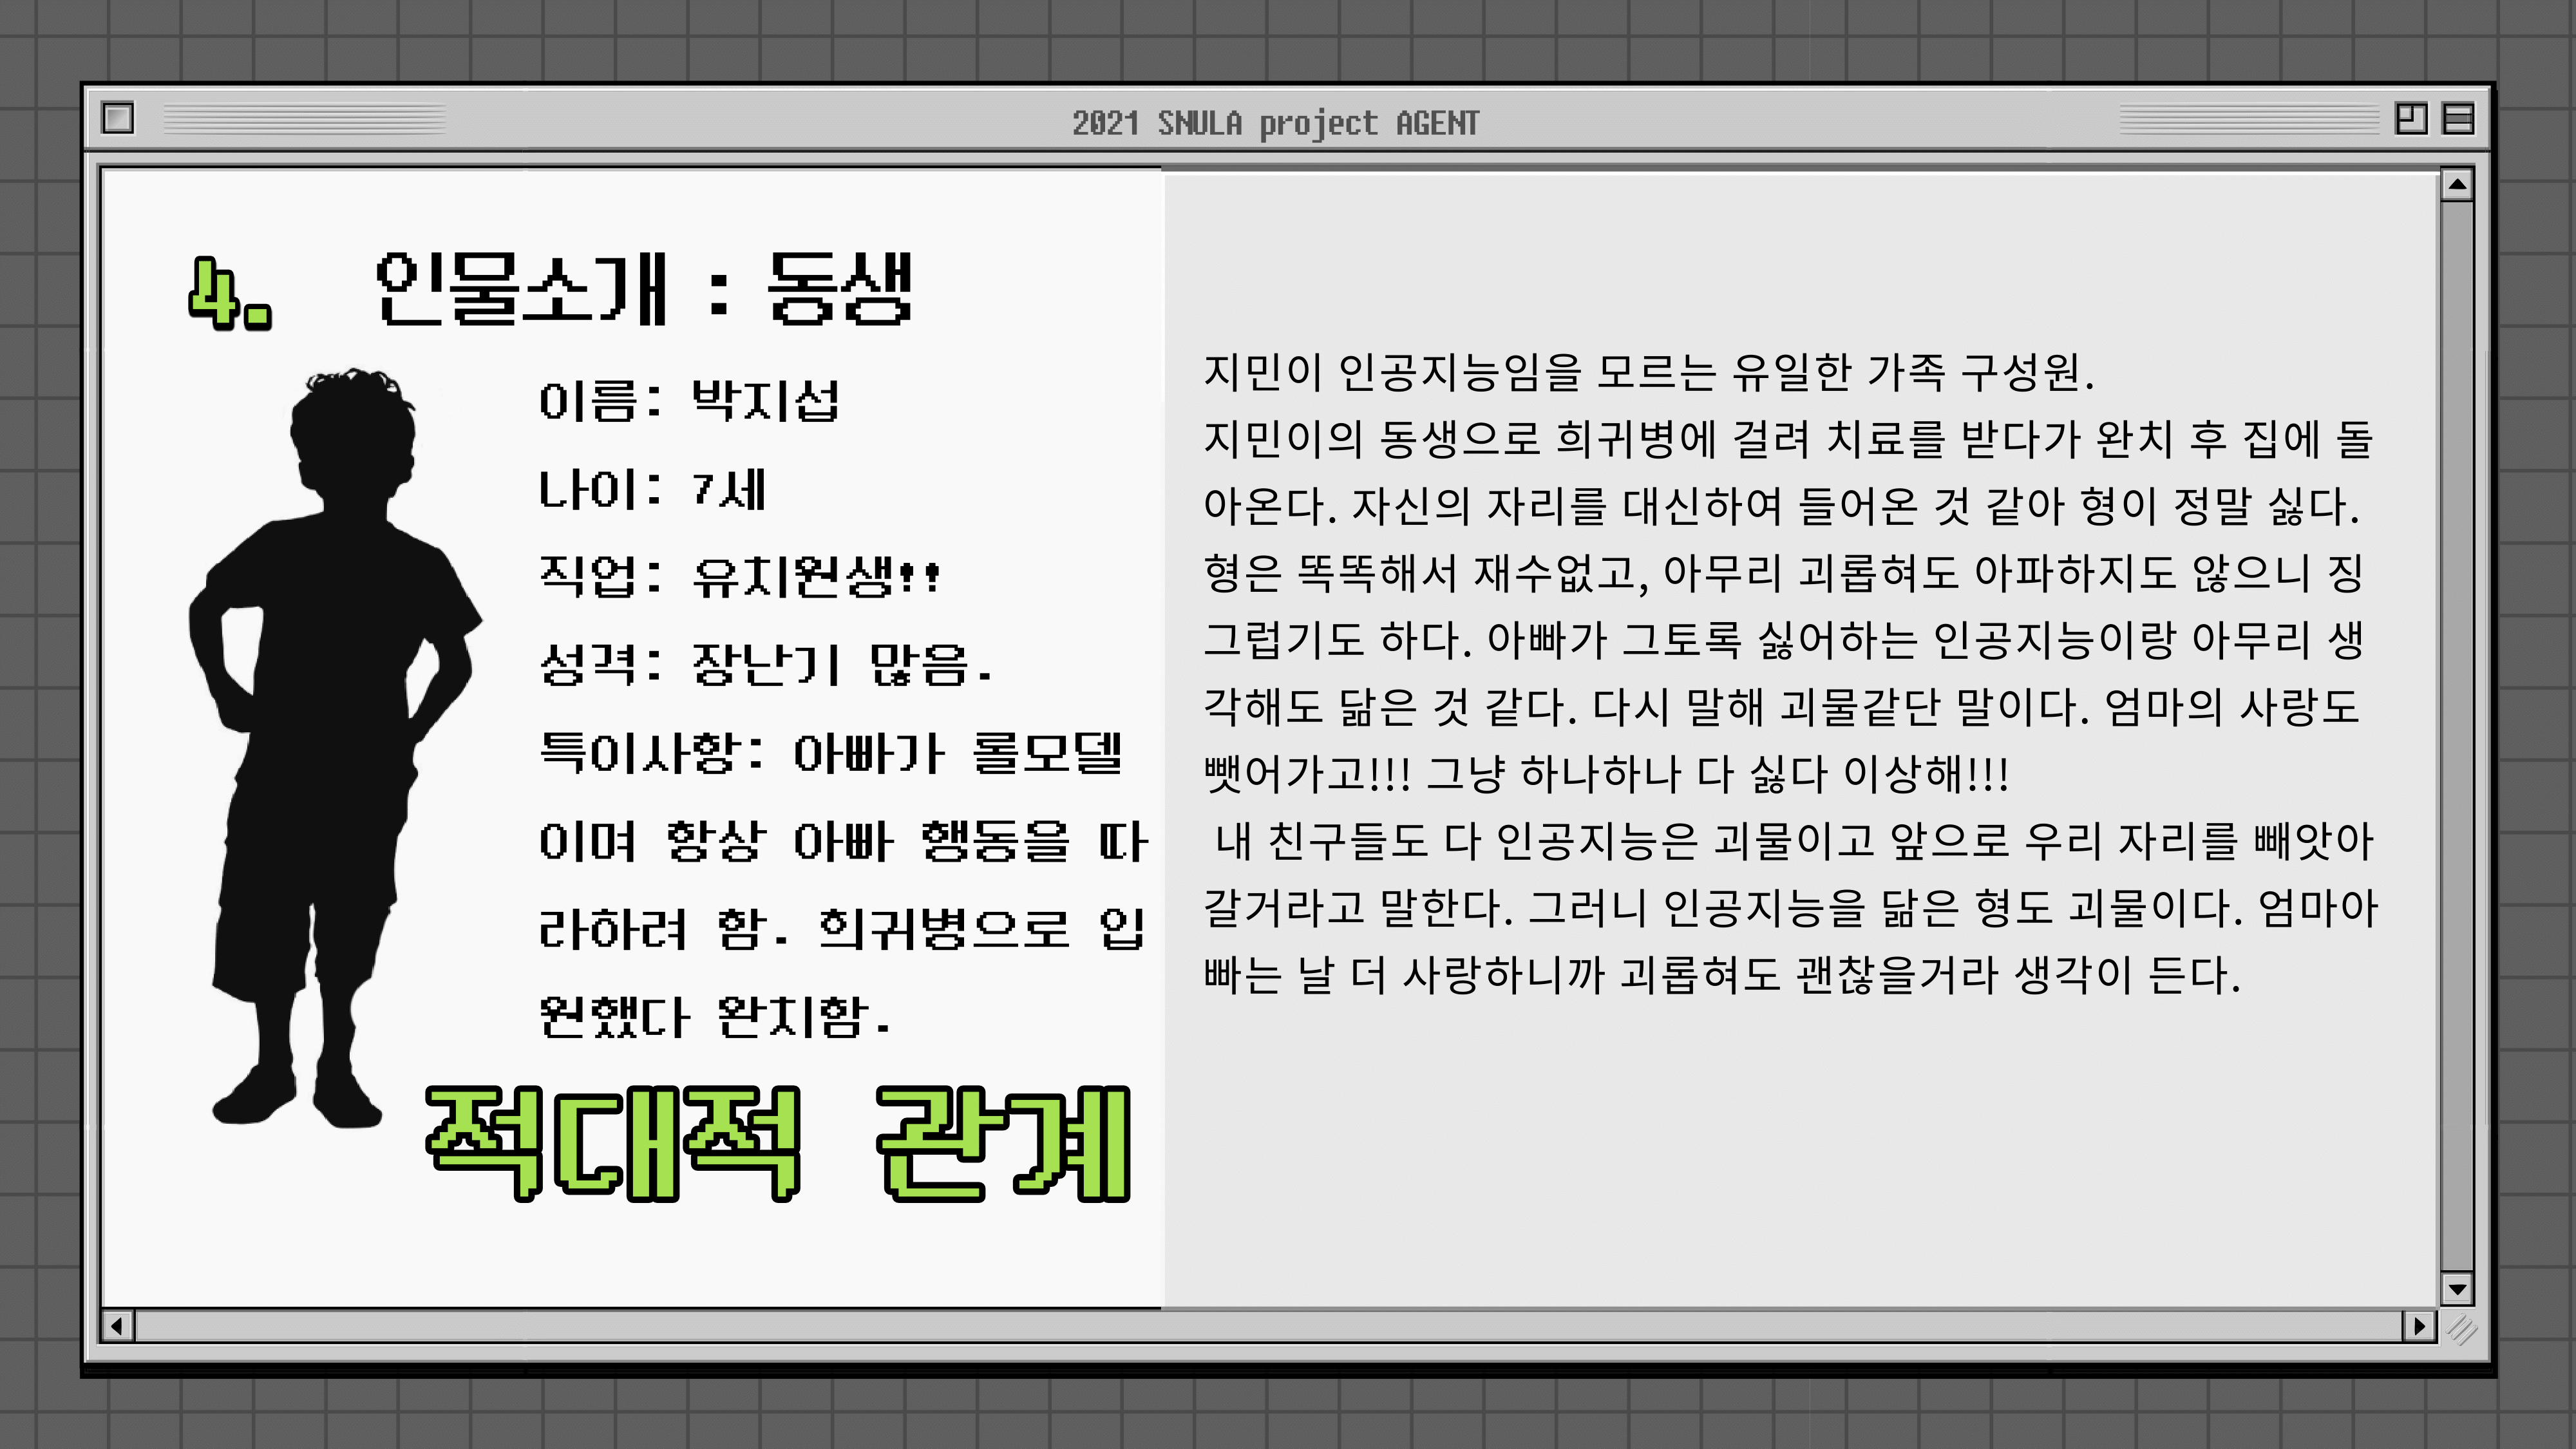 2021 SNULA project AGENT
4. 인물소개 : 동생
이름: 박지섭
나이: 7세
직업: 유치원생!!
성격: 장난기 많음.
특이사항: 아빠가 롤모델
이며 항상 아빠 행동을 따
라하려 함. 희귀병으로 입
원했다 완치함.
적대적 관계
지민이 인공지능임을 모르는 유일한 가족 구성원.
지민이의 동생으로 희귀병에 걸려 치료를 받다가 완치 후 집에 돌
아온다. 자신의 자리를 대신하여 들어온 것 같아 형이 정말 싫다.
형은 똑똑해서 재수없고, 아무리 괴롭혀도 아파하지도 않으니 징
그럽기도 하다. 아빠가 그토록 싫어하는 인공지능이랑 아무리 생
각해도 닮은 것 같다. 다시 말해 괴물같단 말이다. 엄마의 사랑도
뺏어가고!!! 그냥 하나하나 다 싫다 이상해!!!
내 친구들도 다 인공지능은 괴물이고 앞으로 우리 자리를 빼앗아
갈거라고 말한다. 그러니 인공지능을 닮은 형도 괴물이다. 엄마아
빠는 날 더 사랑하니까 괴롭혀도 괜찮을거라 생각이 든다.